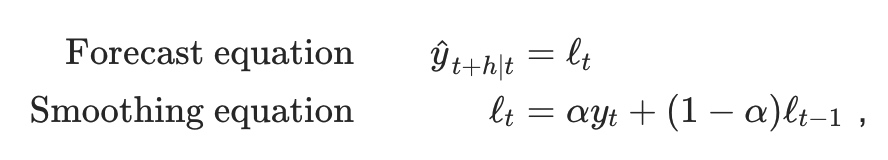 Forecast equation ŷ_{t+h|t} = ℓ_t
Smoothing equation ℓ_t = αy_t + (1 − α)ℓ_{t−1} ,